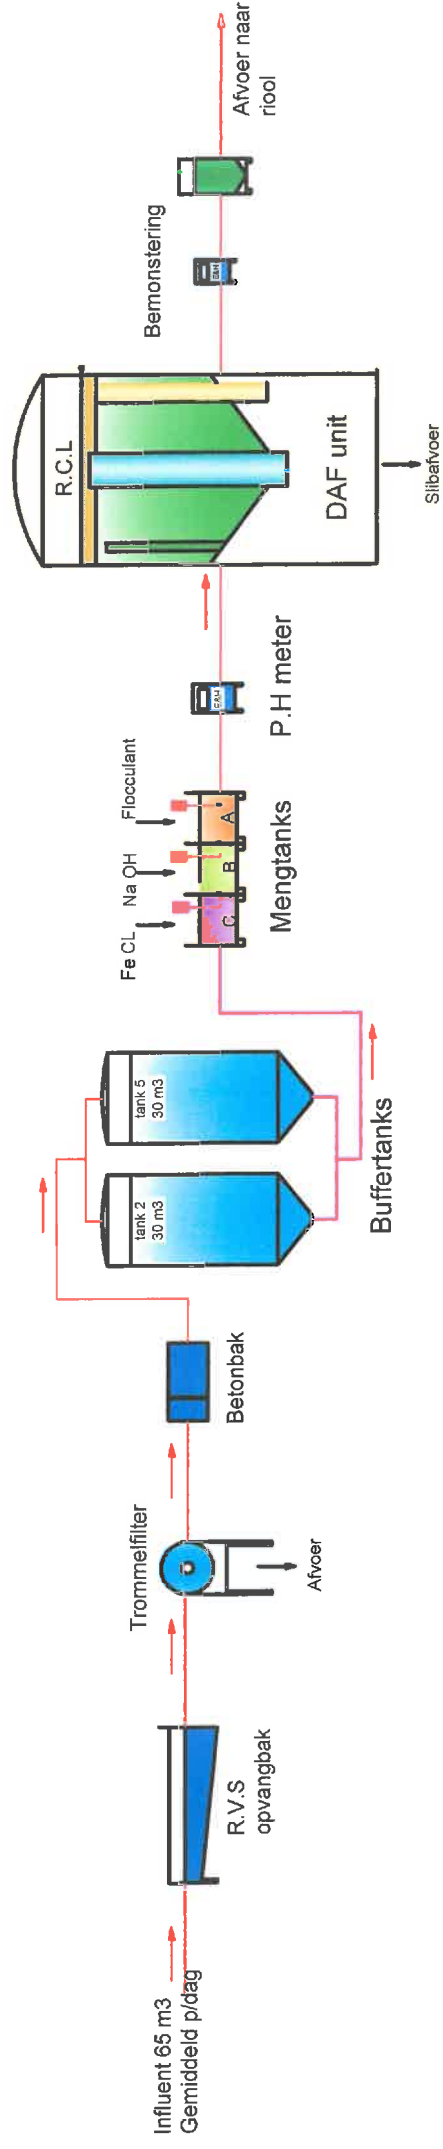 Influent 65 m3
Gemiddeld p/dag
R.V.S
opvangbak
Trommelfilter
Afvoer
Betonbak
tank 2
30 m3
tank 5
30 m3
Buffertanks
Fe CL
Na OH
Flocculant
C
B
A
Mengtanks
P.H meter
R.C.L
DAF unit
Slibafvoer
Bemonstering
Afvoer naar
riool